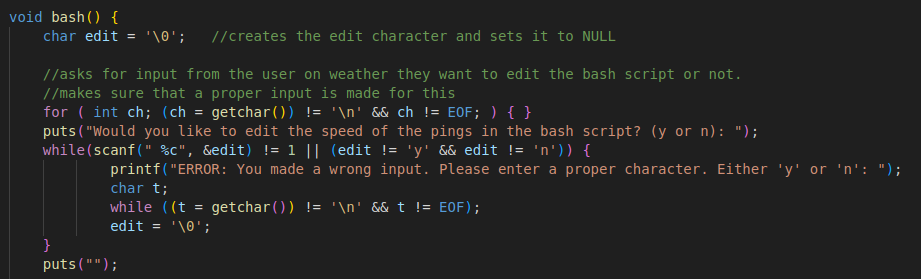 void bash() {
    char edit = '\0';   //creates the edit character and sets it to NULL
    //asks for input from the user on weather they want to edit the bash script or not.
    //makes sure that a proper input is made for this
    for ( int ch; (ch = getchar()) != '\n' && ch != EOF; ) { }
    puts("Would you like to edit the speed of the pings in the bash script? (y or n): ");
    while(scanf(" %c", &edit) != 1 || (edit != 'y' && edit != 'n')) {
            printf("ERROR: You made a wrong input. Please enter a proper character. Either 'y' or 'n': ");
            char t;
            while ((t = getchar()) != '\n' && t != EOF);
            edit = '\0';
    }
    puts("");